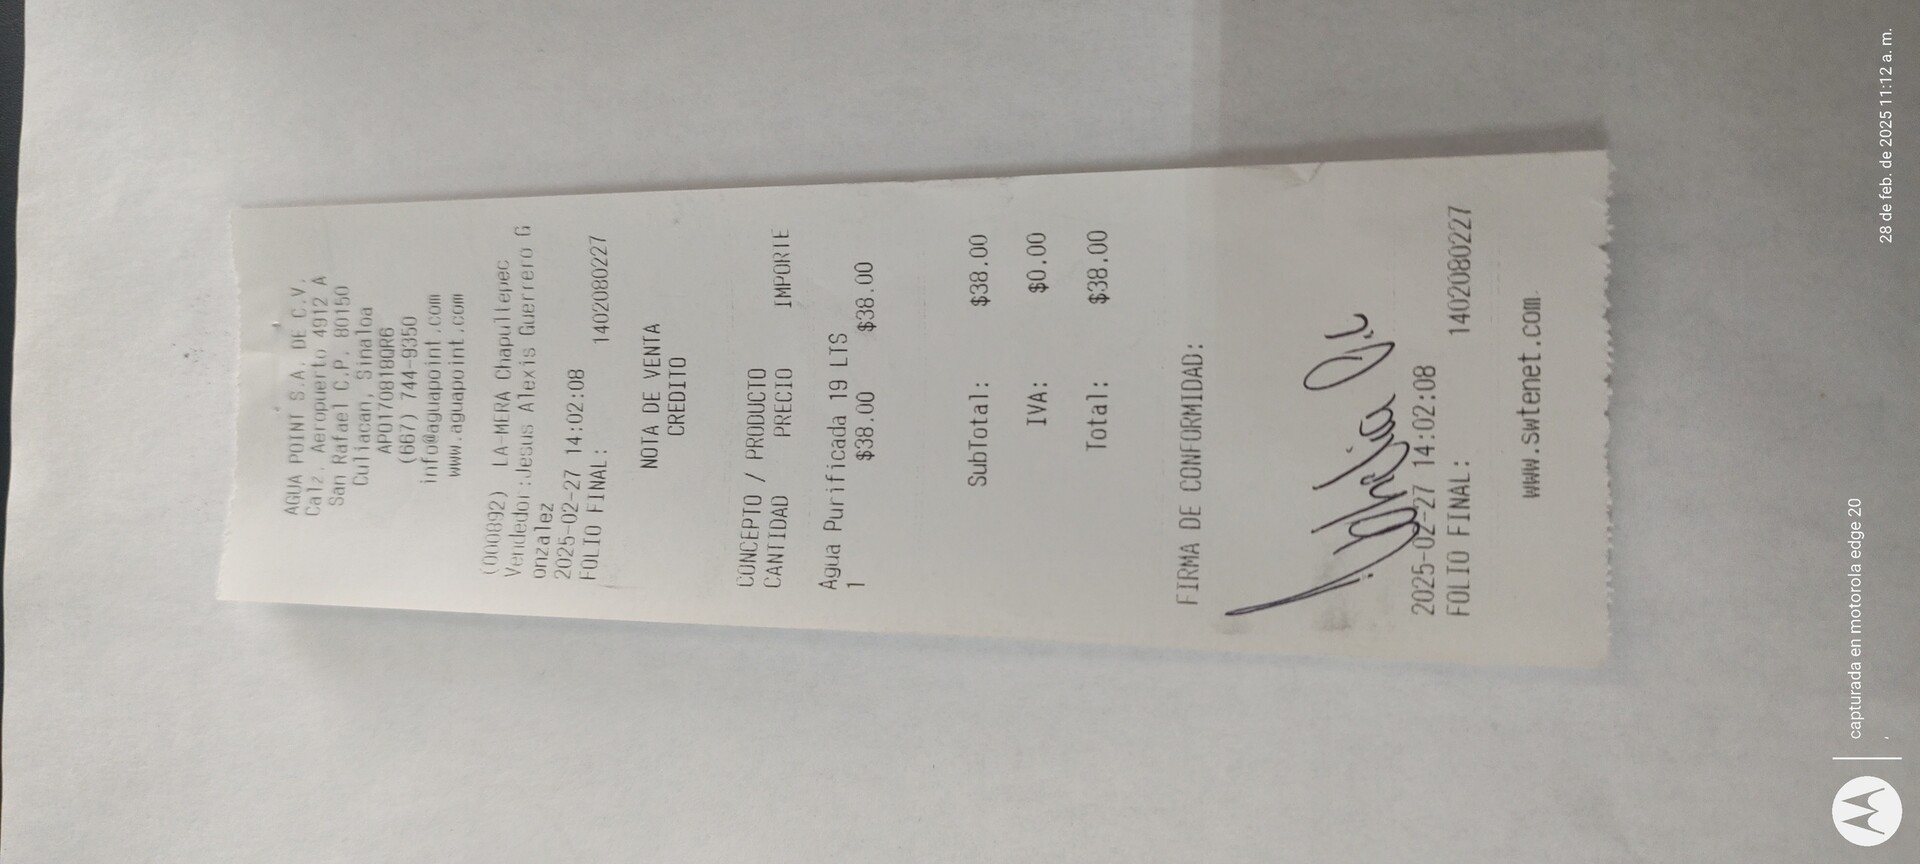 AGUA POINT S.A. DE C.V.
Calz. Aeropuerto 4912 A
San Rafael C.P. 80150
Culiacan, Sinaloa
APO170818QR6
(667) 744-9350
info@aguapoint.com
www.aguapoint.com
(000892) LA-MERA Chapultepec
Vendedor:Jesus Alexis Guerrero G
onzalez
2025-02-27 14:02:08
FOLIO FINAL: 1402080227
NOTA DE VENTA
CREDITO
CONCEPTO / PRODUCTO
CANTIDAD PRECIO IMPORTE
Agua Purificada 19 LTS
1 $38.00 $38.00
SubTotal: $38.00
IVA: $0.00
Total: $38.00
FIRMA DE CONFORMIDAD:
2025-02-27 14:02:08
FOLIO FINAL: 1402080227
www.swtenet.com
capturada en motorola edge 20
28 de feb. de 2025 11:12 a. m.